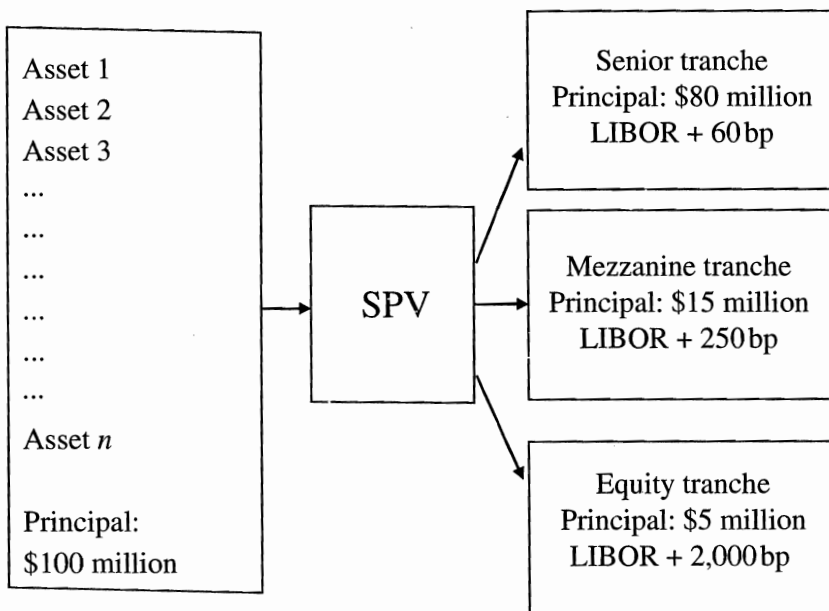 Asset 1
Asset 2
Asset 3
...
...
...
...
...
...
Asset n
Principal:
$100 million
SPV
Senior tranche
Principal: $80 million
LIBOR + 60bp
Mezzanine tranche
Principal: $15 million
LIBOR + 250bp
Equity tranche
Principal: $5 million
LIBOR + 2,000bp